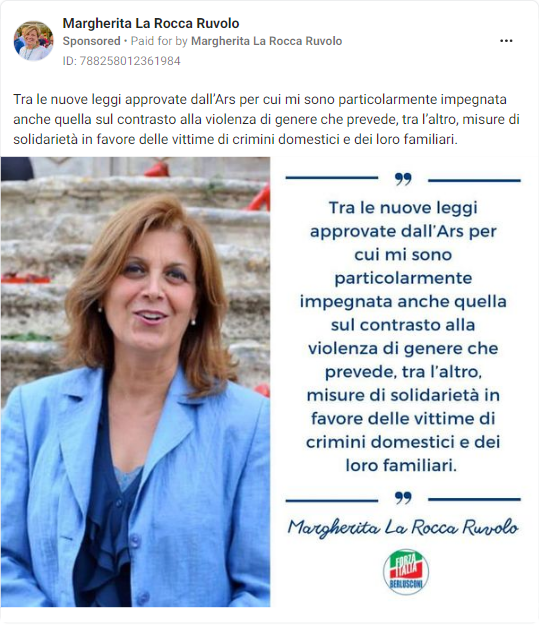 Margherita La Rocca Ruvolo
Sponsored • Paid for by Margherita La Rocca Ruvolo
ID: 788258012361984
Tra le nuove leggi approvate dall'Ars per cui mi sono particolarmente impegnata
anche quella sul contrasto alla violenza di genere che prevede, tra l'altro, misure di
solidarietà in favore delle vittime di crimini domestici e dei loro familiari.
Tra le nuove leggi
approvate dall'Ars per
cui mi sono
particolarmente
impegnata anche quella
sul contrasto alla
violenza di genere che
prevede, tra l'altro,
misure di solidarietà in
favore delle vittime di
crimini domestici e dei
loro familiari.
Margherita La Rocca Ruvolo
FORZA
ITALIA
BERLUSCONI